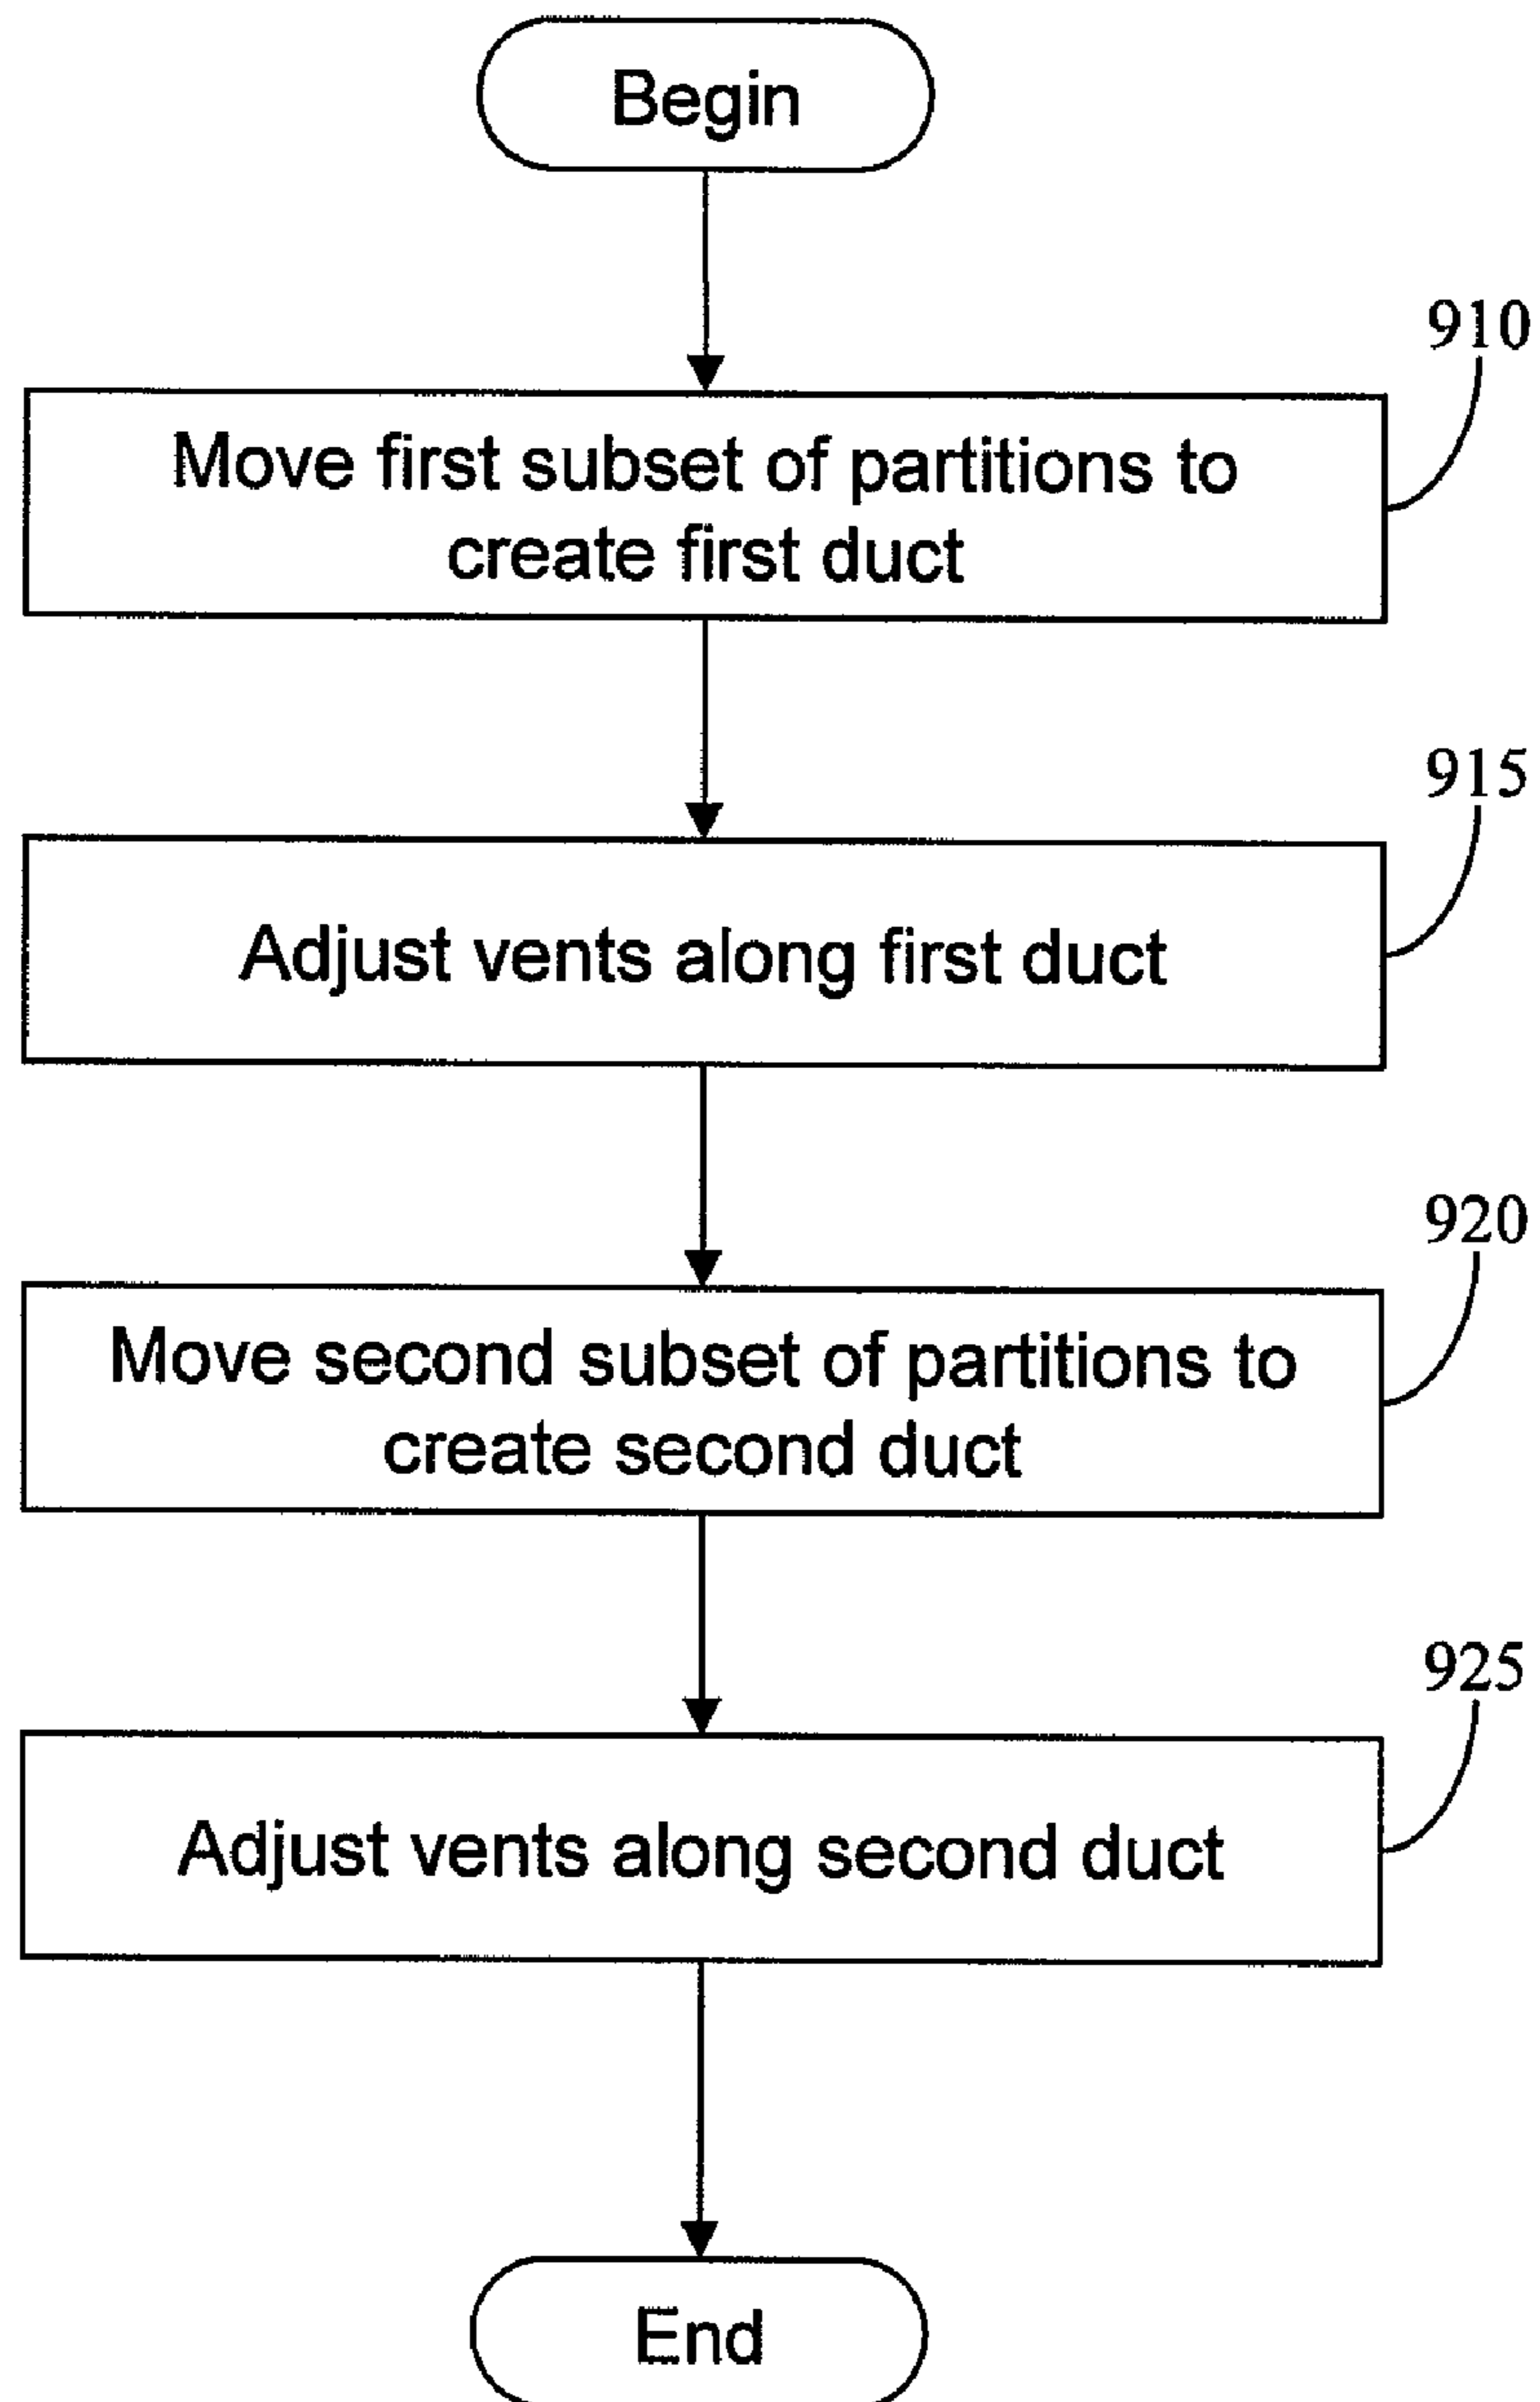 Begin
910
Move first subset of partitions to
create first duct
915
Adjust vents along first duct
920
Move second subset of partitions to
create second duct
925
Adjust vents along second duct
End